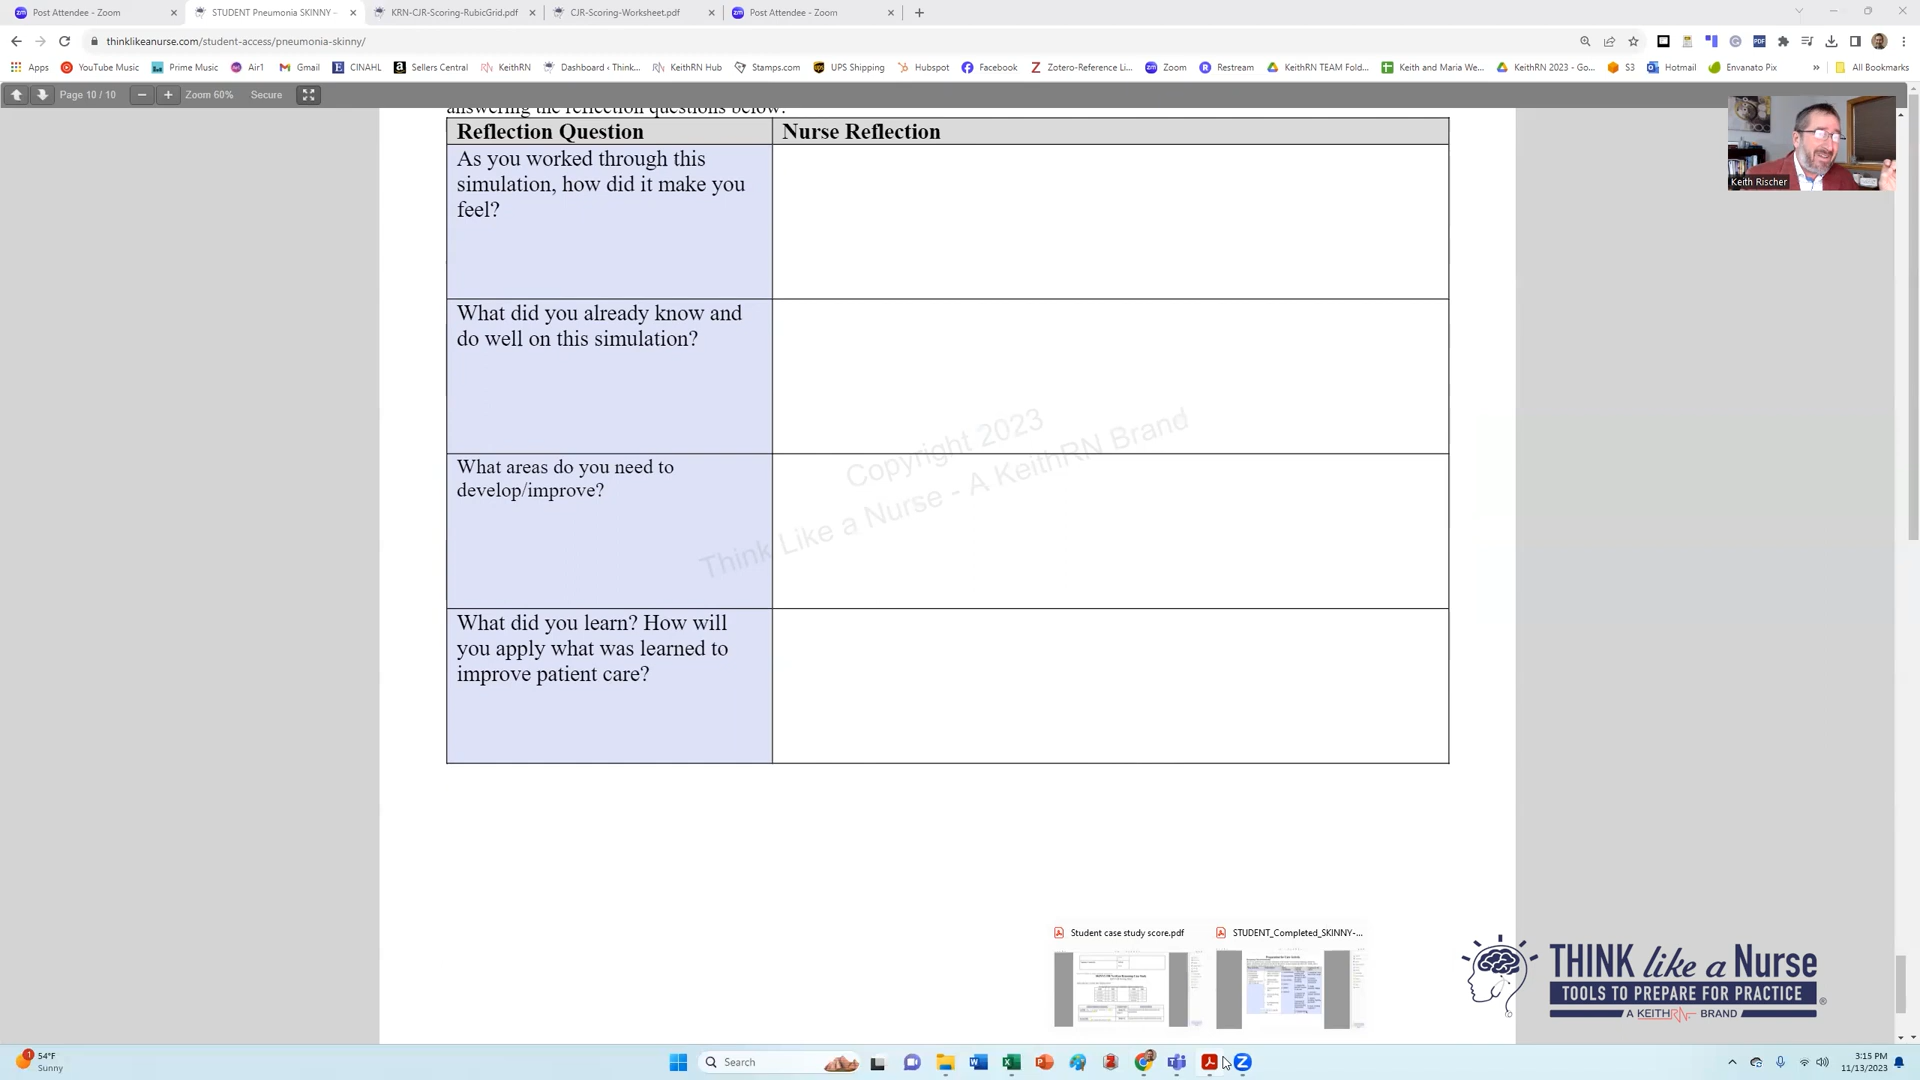 Post Attendee - Zoom
STUDENT Pneumonia SKINNY -
KRN-CJR-Scoring-RubicGrid.pdf
CJR-Scoring-Worksheet.pdf
Post Attendee - Zoom
thinklikeanurse.com/student-access/pneumonia-skinny/
Apps
YouTube Music
Prime Music
Air1
Gmail
CINAHL
Sellers Central
KeithRN
Dashboard ‹ Think...
KeithRN Hub
Stamps.com
UPS Shipping
Hubspot
Facebook
Zotero-Reference Li...
Zoom
Restream
KeithRN TEAM Fold...
Keith and Maria We...
KeithRN 2023 - Go...
S3
Hotmail
Envanato Pix
»
All Bookmarks
Page 10 / 10
Zoom 60%
Secure
answering the reflection questions below.
Reflection Question
Nurse Reflection
As you worked through this
simulation, how did it make you
feel?
What did you already know and
do well on this simulation?
What areas do you need to
develop/improve?
What did you learn? How will
you apply what was learned to
improve patient care?
Copyright 2023
Think Like a Nurse - A KeithRN Brand
Keith Rischer
Student case study score.pdf
STUDENT_Completed_SKINNY-...
THINK like a Nurse
TOOLS TO PREPARE FOR PRACTICE
A KEITHRN BRAND
54°F
Sunny
Search
3:15 PM
11/13/2023